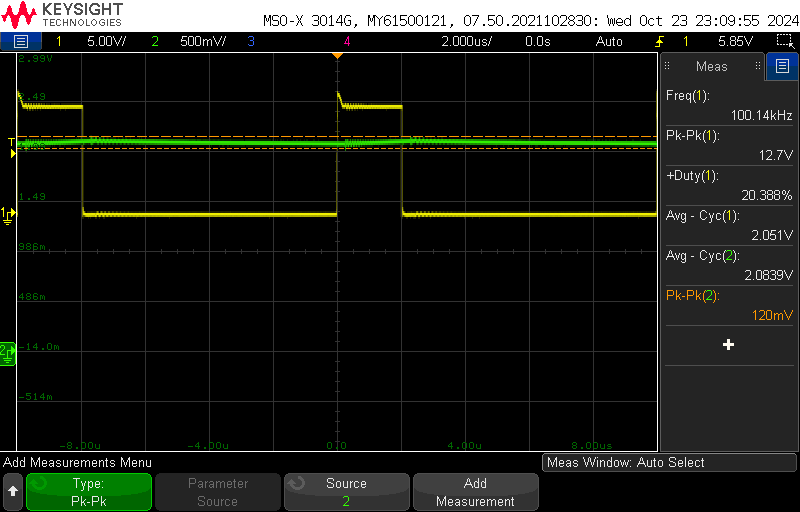 KEYSIGHT
TECHNOLOGIES
MSO-X 3014G, MY61500121, 07.50.2021102830: Wed Oct 23 23:09:55 2024
1 5.00V/ 2 500mV/ 3 4 2.000us/ 0.0s Auto 1 5.85V
2.99V
T
1.49
1
986m
486m
2
-14.0m
-514m
-8.00u -4.00u 0.0 4.00u 8.00us
Meas
Freq(1):
100.14kHz
Pk-Pk(1):
12.7V
+Duty(1):
20.388%
Avg - Cyc(1):
2.051V
Avg - Cyc(2):
2.0839V
Pk-Pk(2):
120mV
Add Measurements Menu
Meas Window: Auto Select
Type:
Pk-Pk
Parameter
Source
Source
2
Add
Measurement